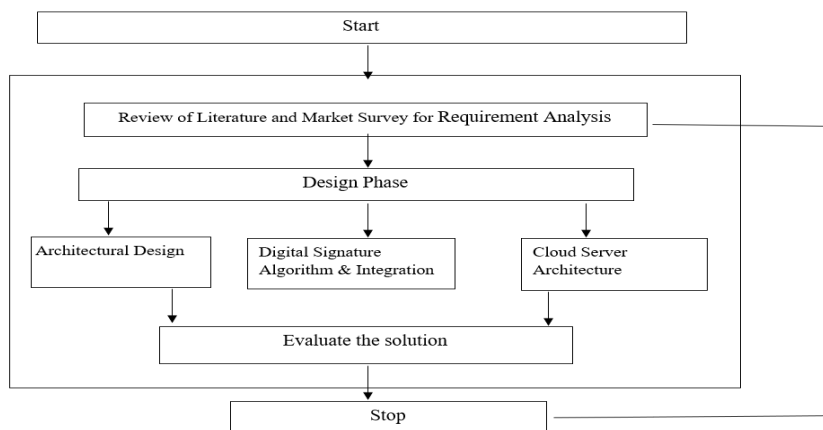 Start
Review of Literature and Market Survey for Requirement Analysis
Design Phase
Architectural Design
Digital Signature
Algorithm & Integration
Cloud Server
Architecture
Evaluate the solution
Stop